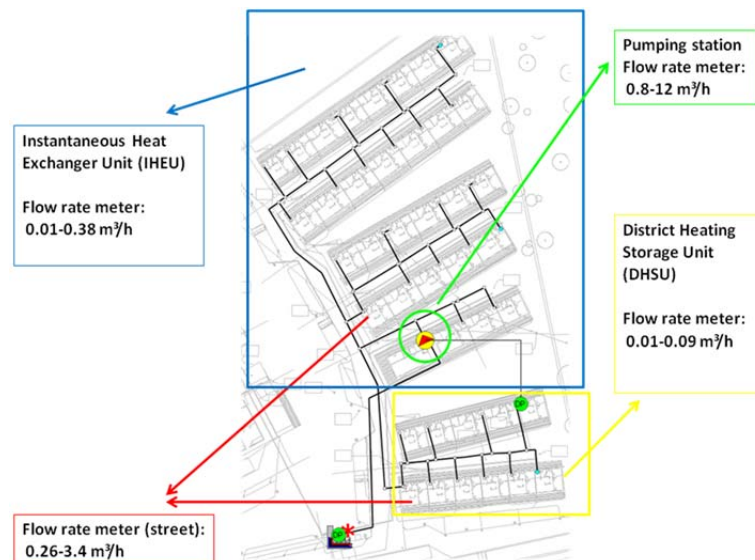 Pumping station
Flow rate meter:
0.8-12 m³/h
Instantaneous Heat
Exchanger Unit (IHEU)
Flow rate meter:
0.01-0.38 m³/h
District Heating
Storage Unit
(DHSU)
Flow rate meter:
0.01-0.09 m³/h
DP
Flow rate meter (street):
0.26-3.4 m³/h
DP